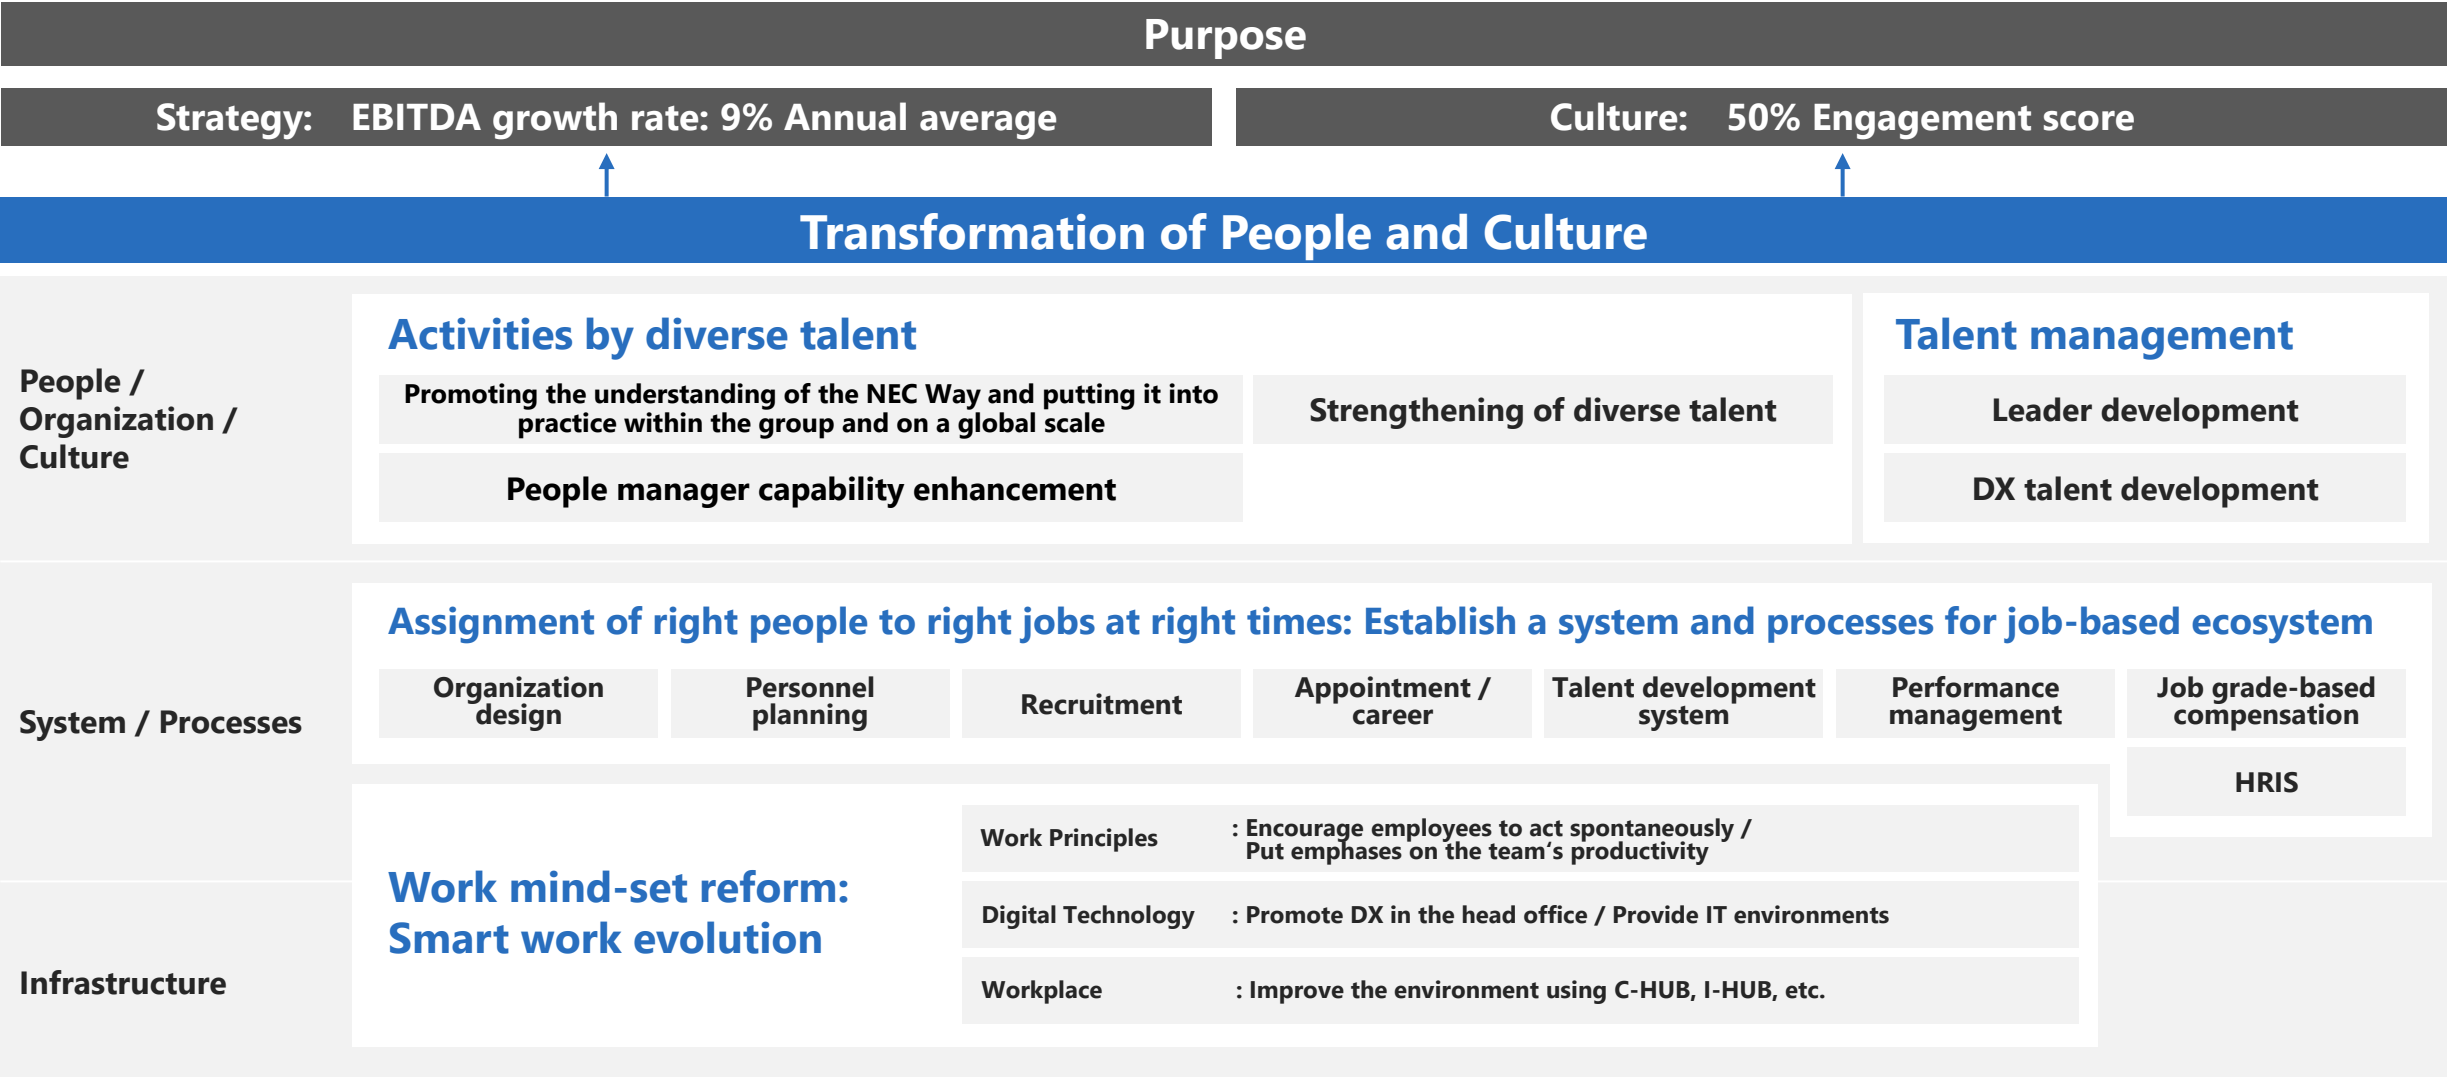 Purpose
Strategy: EBITDA growth rate: 9% Annual average
Culture: 50% Engagement score
Transformation of People and Culture
People /
Organization /
Culture
Activities by diverse talent
Promoting the understanding of the NEC Way and putting it into
practice within the group and on a global scale
Strengthening of diverse talent
People manager capability enhancement
Talent management
Leader development
DX talent development
System / Processes
Assignment of right people to right jobs at right times: Establish a system and processes for job-based ecosystem
Organization
design
Personnel
planning
Recruitment
Appointment /
career
Talent development
system
Performance
management
Job grade-based
compensation
HRIS
Infrastructure
Work mind-set reform:
Smart work evolution
Work Principles : Encourage employees to act spontaneously /
Put emphases on the team‘s productivity
Digital Technology : Promote DX in the head office / Provide IT environments
Workplace : Improve the environment using C-HUB, I-HUB, etc.